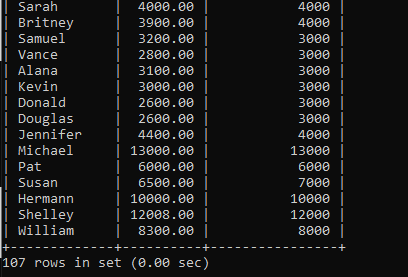 | Sarah | 4000.00 | 4000 |
| Britney | 3900.00 | 4000 |
| Samuel | 3200.00 | 3000 |
| Vance | 2800.00 | 3000 |
| Alana | 3100.00 | 3000 |
| Kevin | 3000.00 | 3000 |
| Donald | 2600.00 | 3000 |
| Douglas | 2600.00 | 3000 |
| Jennifer | 4400.00 | 4000 |
| Michael | 13000.00 | 13000 |
| Pat | 6000.00 | 6000 |
| Susan | 6500.00 | 7000 |
| Hermann | 10000.00 | 10000 |
| Shelley | 12008.00 | 12000 |
| William | 8300.00 | 8000 |
+-------------+----------+----------------+
107 rows in set (0.00 sec)